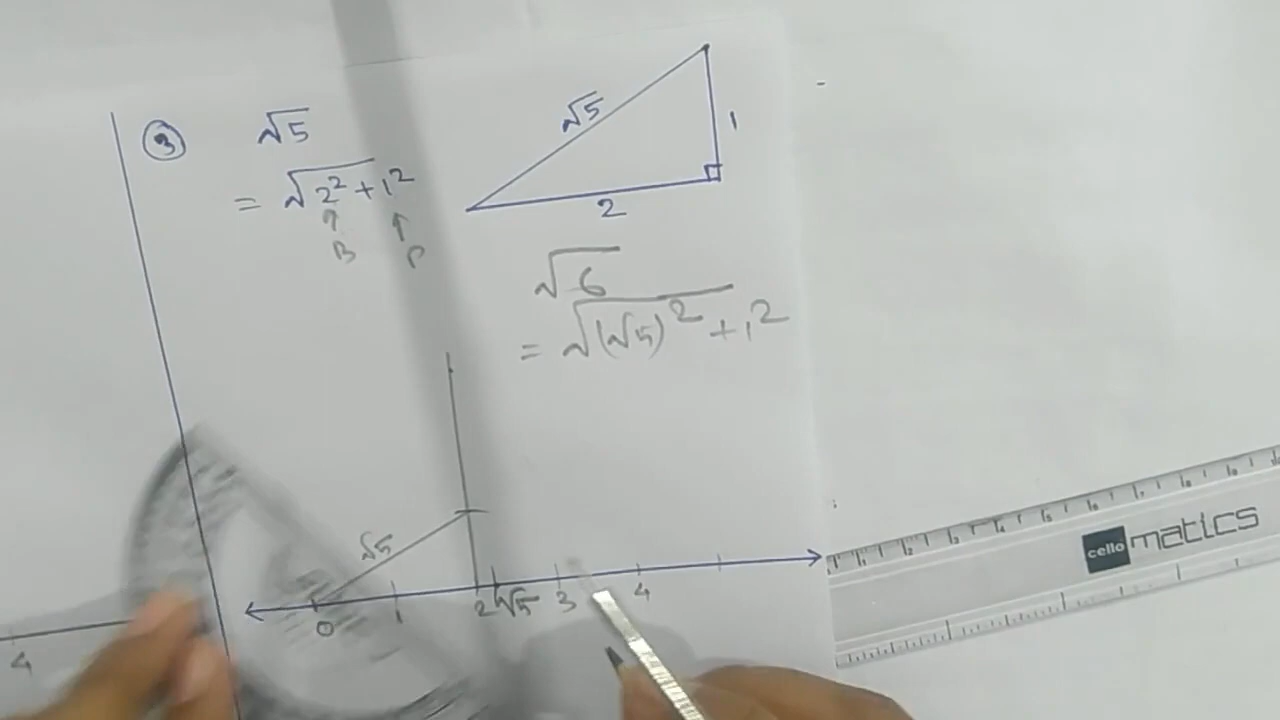 3 √5
= √2² + 1²
↑ ↑
B P
√5
1
2
√6
= √(√5)² + 1²
√5
0 1 2 √5 3 4
4
cello matics